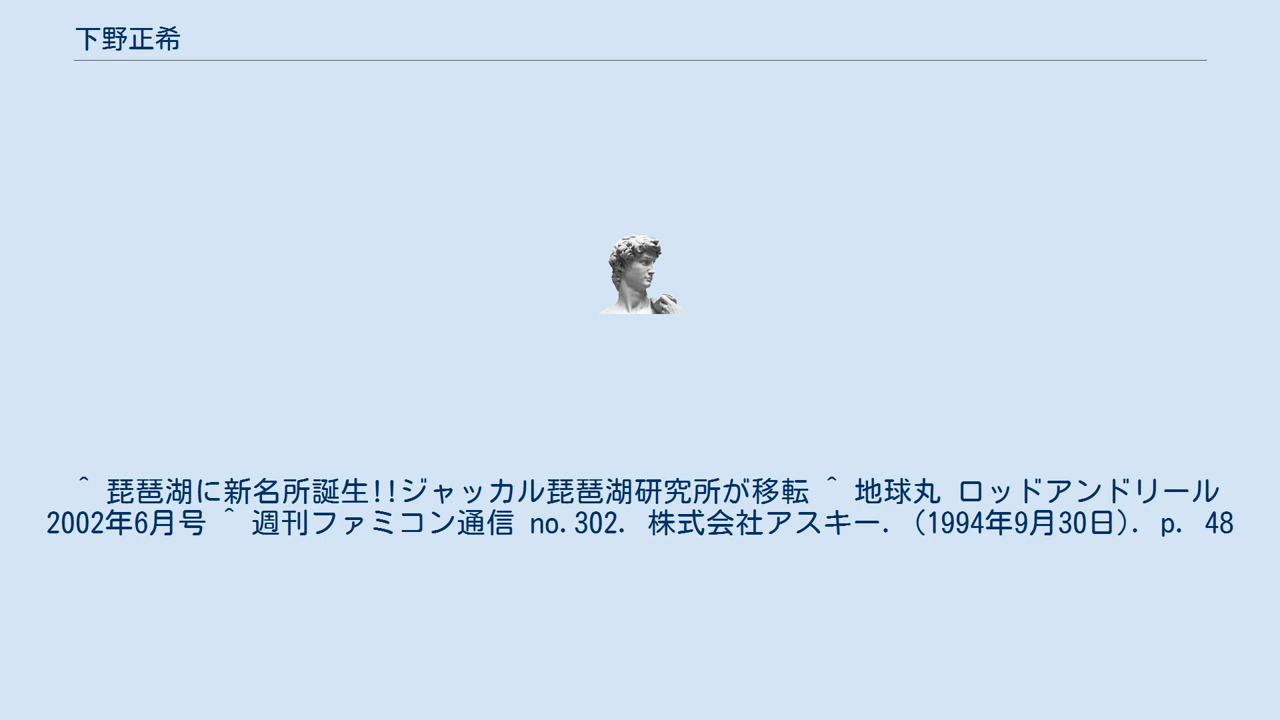 下野正希
^ 琵琶湖に新名所誕生!!ジャッカル琵琶湖研究所が移転 ^ 地球丸 ロッドアンドリール
2002年6月号 ^ 週刊ファミコン通信 no.302. 株式会社アスキー. (1994年9月30日). p. 48